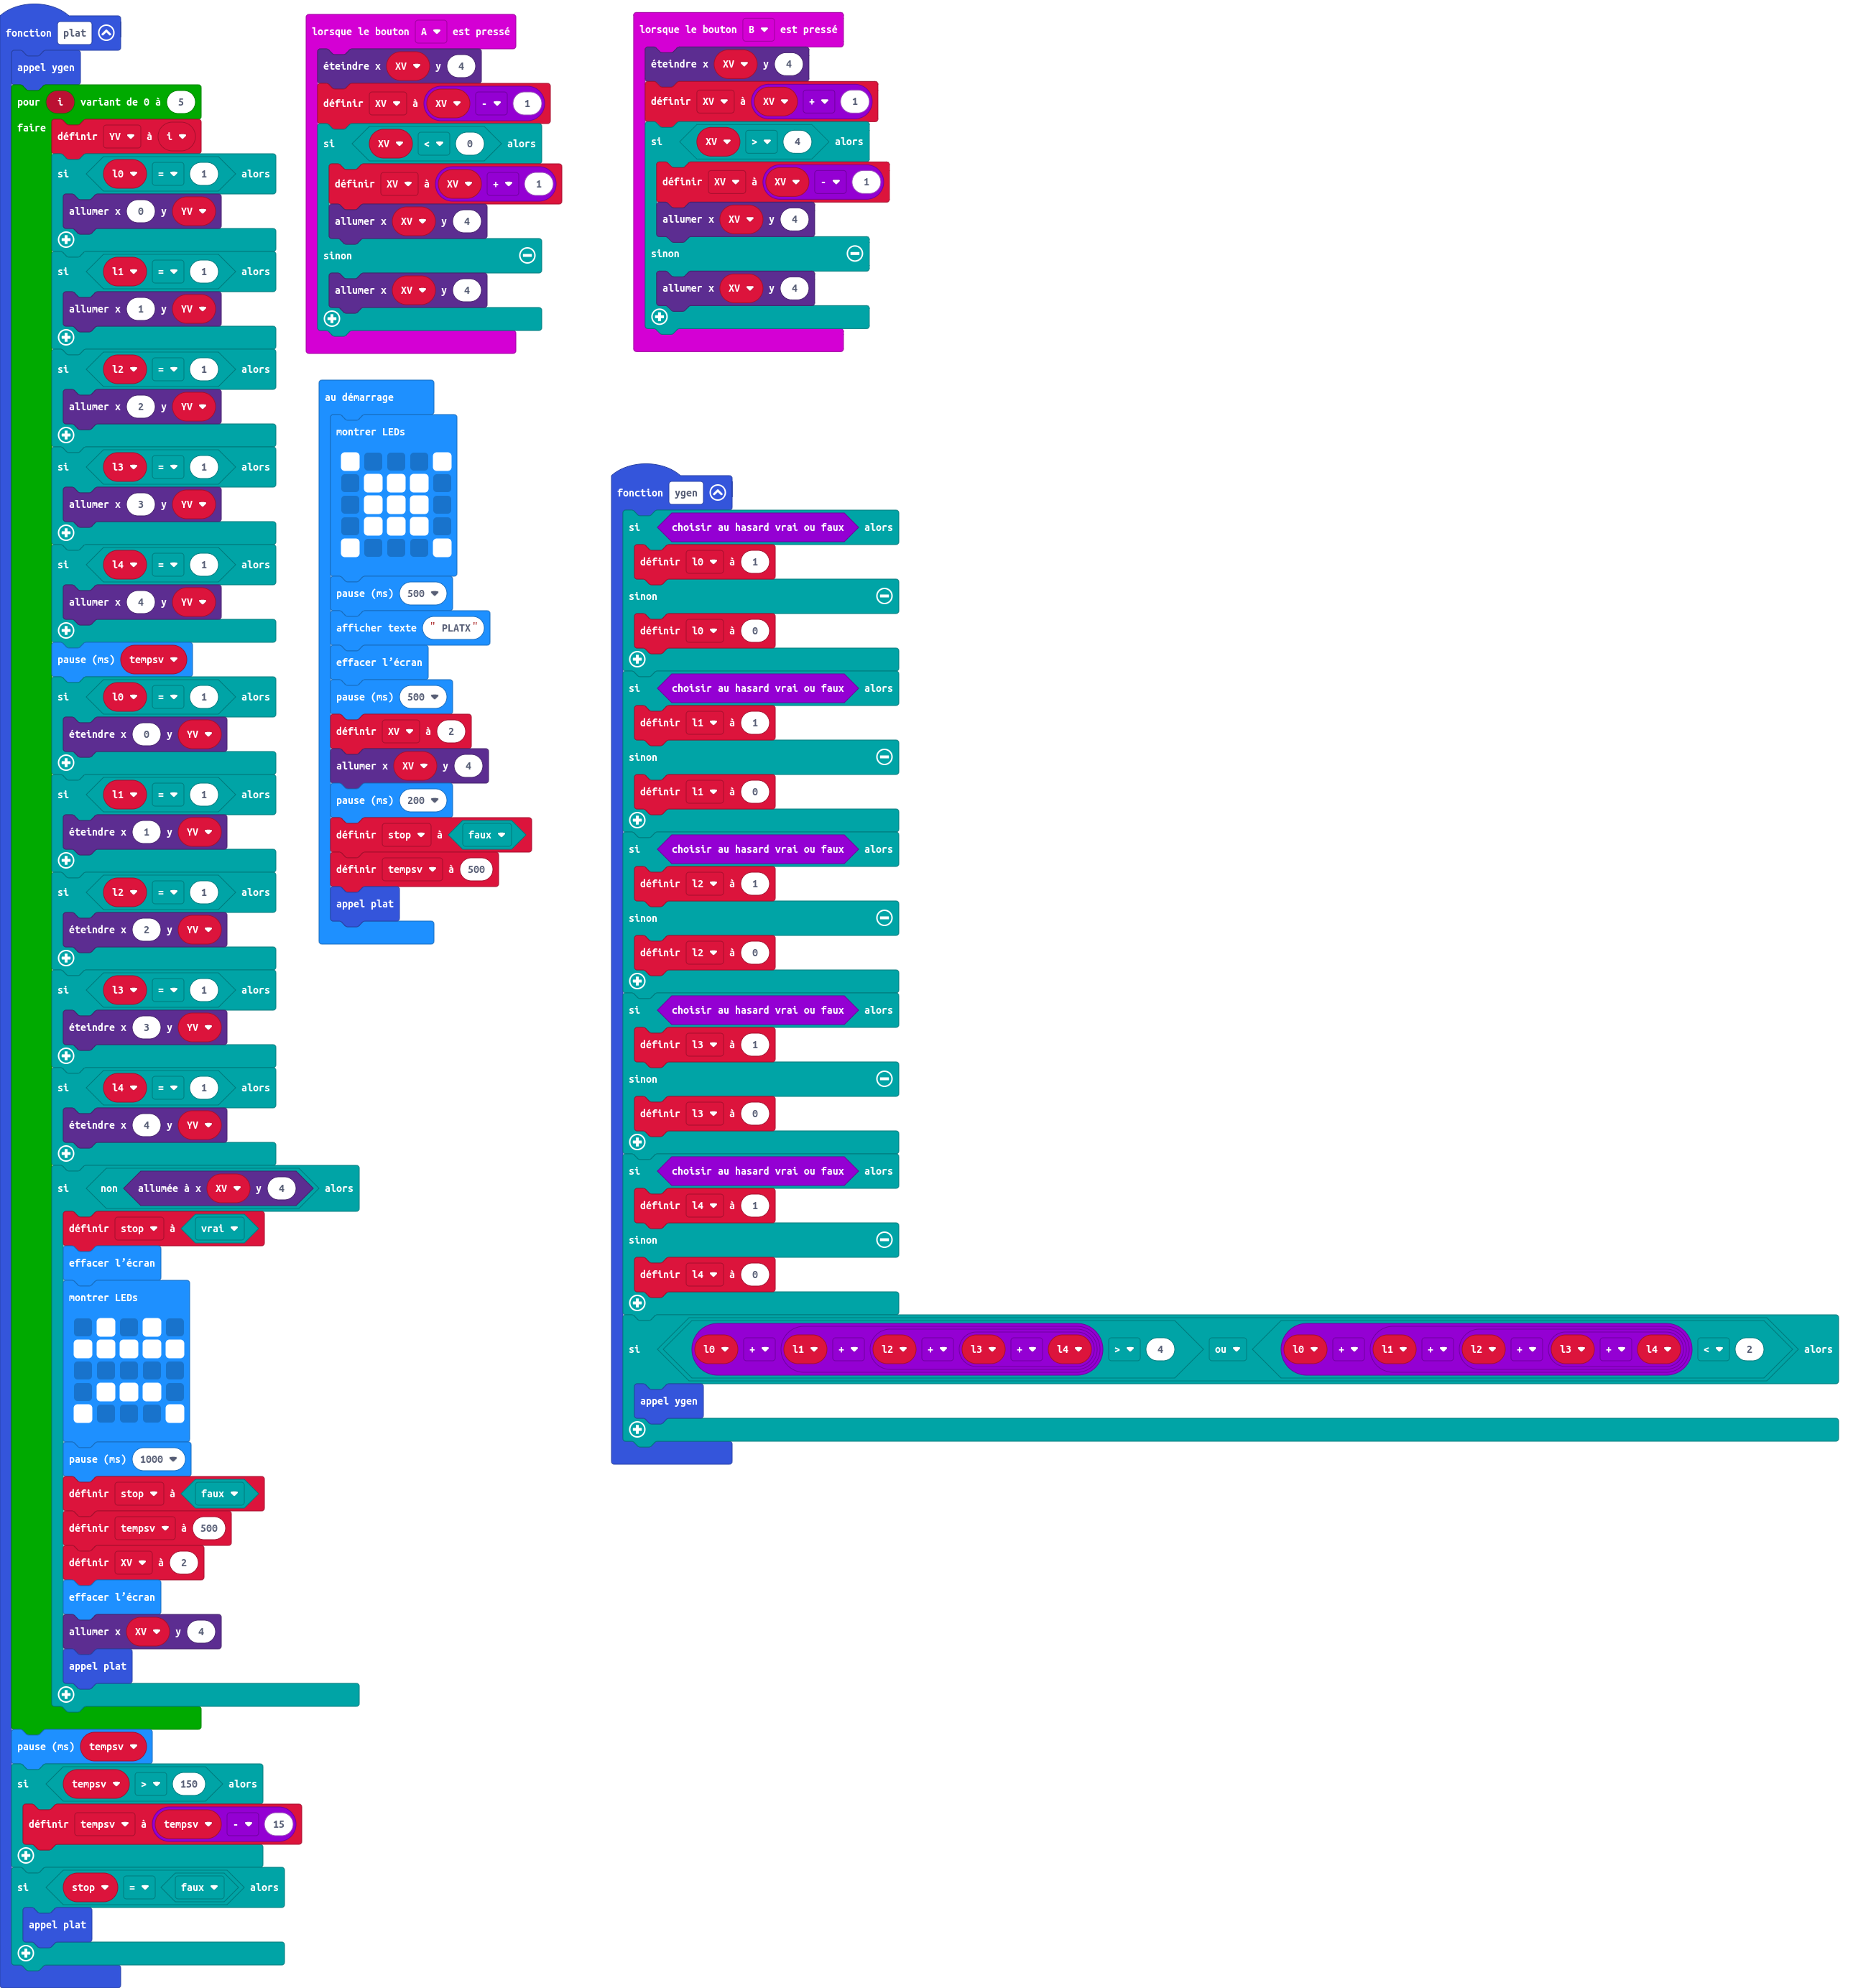 fonction plat
appel ygen
pour i variant de 0 à 5
faire
définir YV à i
si l0 = 1 alors
allumer x 0 y YV
si l1 = 1 alors
allumer x 1 y YV
si l2 = 1 alors
allumer x 2 y YV
si l3 = 1 alors
allumer x 3 y YV
si l4 = 1 alors
allumer x 4 y YV
pause (ms) tempsv
si l0 = 1 alors
éteindre x 0 y YV
si l1 = 1 alors
éteindre x 1 y YV
si l2 = 1 alors
éteindre x 2 y YV
si l3 = 1 alors
éteindre x 3 y YV
si l4 = 1 alors
éteindre x 4 y YV
si non allumée à x XV y 4 alors
définir stop à vrai
effacer l’écran
montrer LEDs
pause (ms) 1000
définir stop à faux
définir tempsv à 500
définir XV à 2
effacer l’écran
allumer x XV y 4
appel plat
pause (ms) tempsv
si tempsv > 150 alors
définir tempsv à tempsv - 15
si stop = faux alors
appel plat
lorsque le bouton A est pressé
éteindre x XV y 4
définir XV à XV - 1
si XV < 0 alors
définir XV à XV + 1
allumer x XV y 4
sinon
allumer x XV y 4
lorsque le bouton B est pressé
éteindre x XV y 4
définir XV à XV + 1
si XV > 4 alors
définir XV à XV - 1
allumer x XV y 4
sinon
allumer x XV y 4
au démarrage
montrer LEDs
pause (ms) 500
afficher texte " PLATX"
effacer l’écran
pause (ms) 500
définir XV à 2
allumer x XV y 4
pause (ms) 200
définir stop à faux
définir tempsv à 500
appel plat
fonction ygen
si choisir au hasard vrai ou faux alors
définir l0 à 1
sinon
définir l0 à 0
si choisir au hasard vrai ou faux alors
définir l1 à 1
sinon
définir l1 à 0
si choisir au hasard vrai ou faux alors
définir l2 à 1
sinon
définir l2 à 0
si choisir au hasard vrai ou faux alors
définir l3 à 1
sinon
définir l3 à 0
si choisir au hasard vrai ou faux alors
définir l4 à 1
sinon
définir l4 à 0
si l0 + l1 + l2 + l3 + l4 > 4 ou l0 + l1 + l2 + l3 + l4 < 2 alors
appel ygen